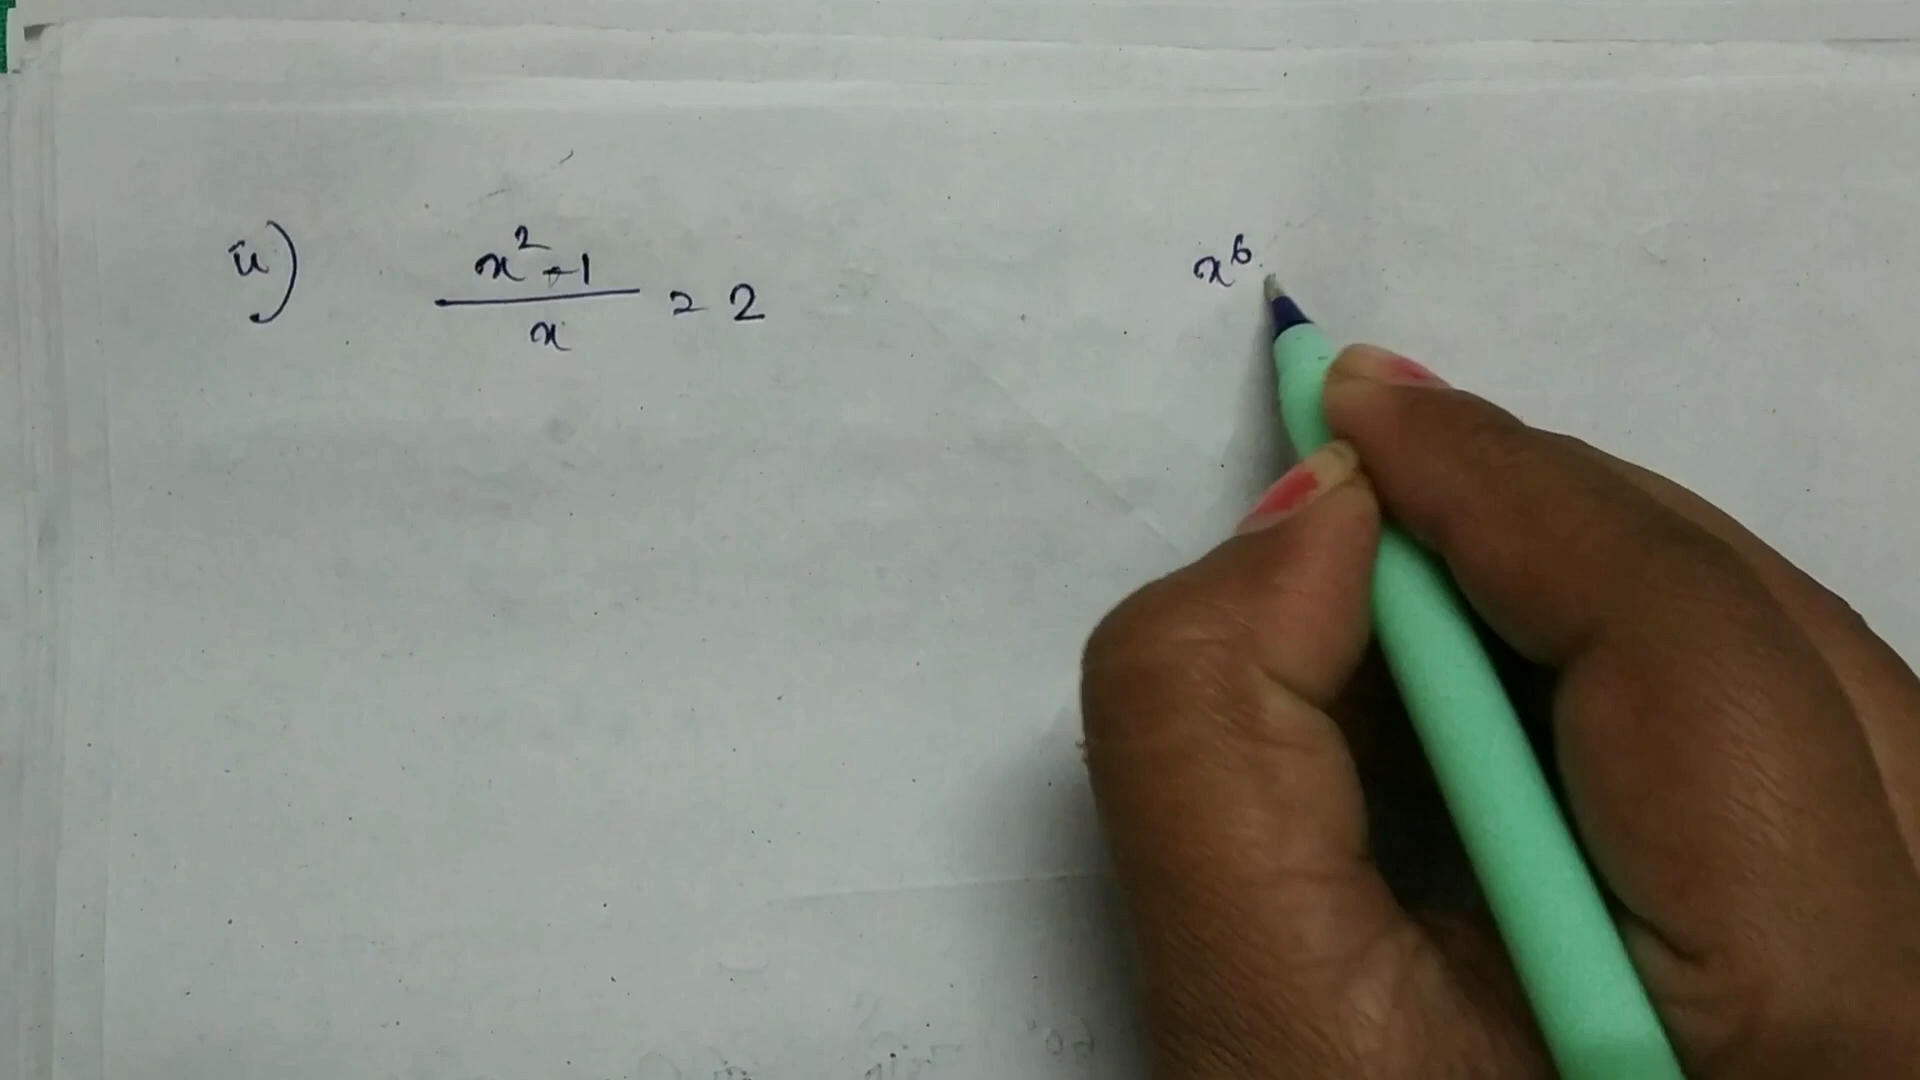 ii) x²-1/x = 2 x⁶